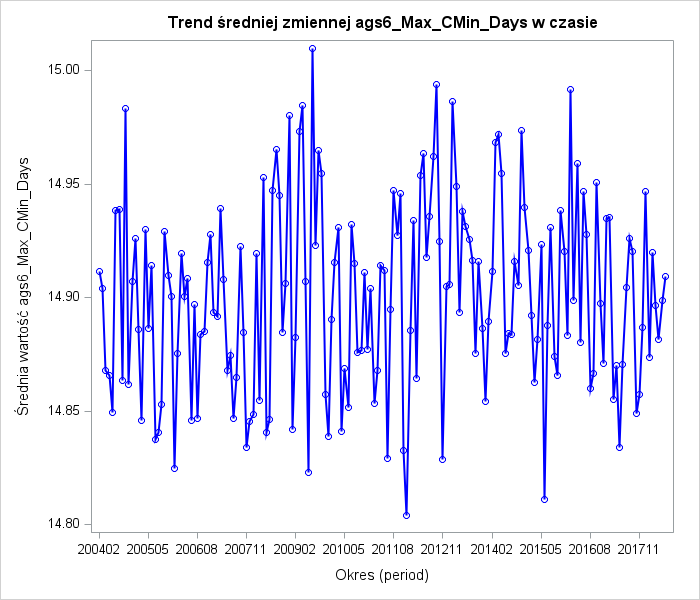 Trend średniej zmiennej ags6_Max_CMin_Days w czasie
Średnia wartość ags6_Max_CMin_Days
15.00
14.95
14.90
14.85
14.80
200402 200505 200608 200711 200902 201005 201108 201211 201402 201505 201608 201711
Okres (period)